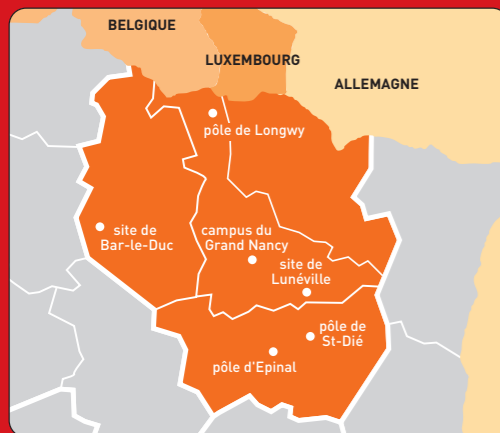 BELGIQUE
LUXEMBOURG
ALLEMAGNE
pôle de Longwy
site de
Bar-le-Duc
campus du
Grand Nancy
site de
Lunéville
pôle de
St-Dié
pôle d'Epinal